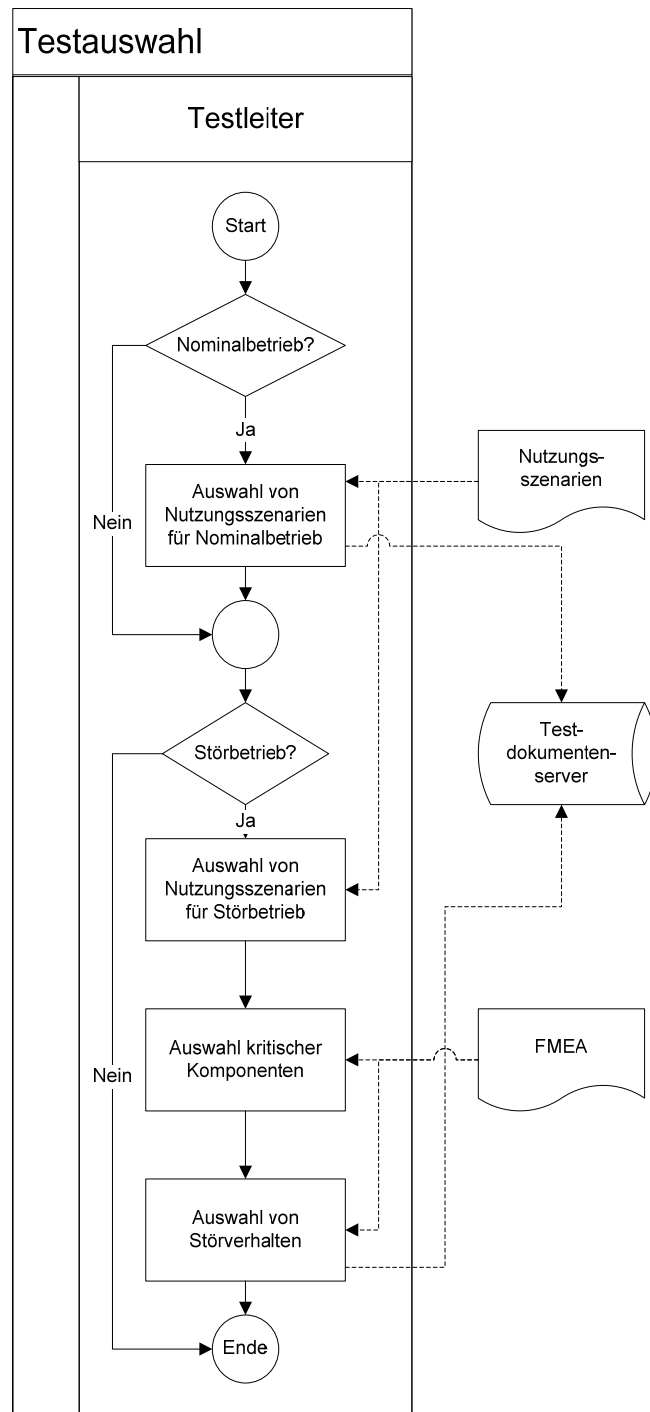 Testauswahl
Testleiter
Start
Nominalbetrieb?
Ja
Nein
Auswahl von
Nutzungsszenarien
für Nominalbetrieb
Nutzungs-
szenarien
Störbetrieb?
Ja
Test-
dokumenten-
server
Auswahl von
Nutzungsszenarien
für Störbetrieb
Auswahl kritischer
Komponenten
FMEA
Nein
Auswahl von
Störverhalten
Ende